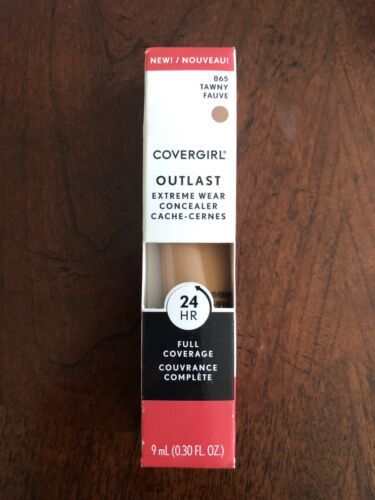 NEW! / NOUVEAU!
865
TAWNY
FAUVE
COVERGIRL®
OUTLAST
EXTREME WEAR
CONCEALER
CACHE-CERNES
24
HR
FULL
COVERAGE
COUVRANCE
COMPLÈTE
9 mL (0.30 FL. OZ.)